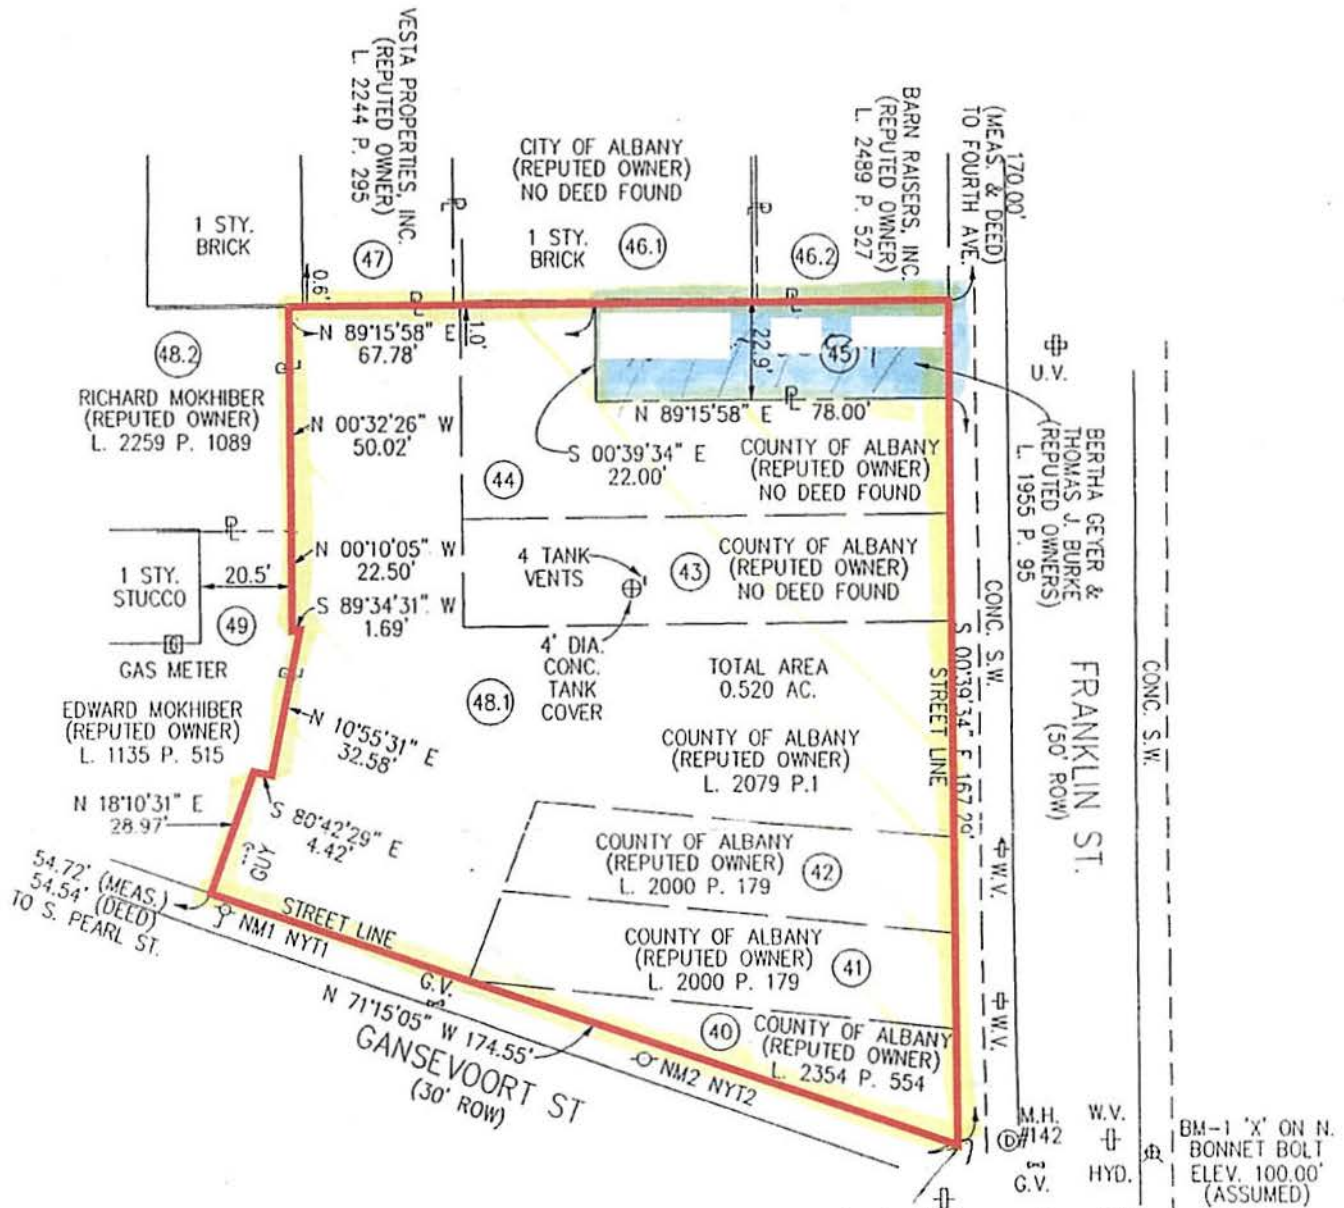 VESTA PROPERTIES, INC.
(REPUTED OWNER)
L. 2244 P. 295
CITY OF ALBANY
(REPUTED OWNER)
NO DEED FOUND
BARN RAISERS, INC.
(REPUTED OWNER)
L. 2489 P. 527
170.00'
(MEAS. & DEED)
TO FOURTH AVE.
1 STY.
BRICK
47
1 STY.
BRICK
46.1
46.2
0.6'
1.0'
N 89°15'58" E
67.78'
22.9'
45
U.V.
48.2
RICHARD MOKHIBER
(REPUTED OWNER)
L. 2259 P. 1089
N 00°32'26" W
50.02'
N 89°15'58" E 78.00'
S 00°39'34" E
22.00'
COUNTY OF ALBANY
(REPUTED OWNER)
NO DEED FOUND
44
BERTHA GEYER &
THOMAS J. BURKE
(REPUTED OWNERS)
L. 1955 P. 95
N 00°10'05" W
22.50'
4 TANK
VENTS
43
COUNTY OF ALBANY
(REPUTED OWNER)
NO DEED FOUND
1 STY.
STUCCO
20.5'
S 89°34'31" W
1.69'
49
GAS METER
G
4' DIA.
CONC.
TANK
COVER
TOTAL AREA
0.520 AC.
48.1
CONC. S.W.
S 00°39'34" E 167.29'
STREET LINE
FRANKLIN ST.
(50' ROW)
CONC. S.W.
EDWARD MOKHIBER
(REPUTED OWNER)
L. 1135 P. 515
N 10°55'31" E
32.58'
COUNTY OF ALBANY
(REPUTED OWNER)
L. 2079 P.1
N 18°10'31" E
28.97'
S 80°42'29" E
4.42'
GUY
COUNTY OF ALBANY
(REPUTED OWNER)
L. 2000 P. 179
42
W.V.
54.72' (MEAS.)
54.54' (DEED)
TO S. PEARL ST.
STREET LINE
NM1 NYT1
COUNTY OF ALBANY
(REPUTED OWNER)
L. 2000 P. 179
41
G.V.
N 71°15'05" W 174.55'
GANSEVOORT ST
(30' ROW)
40
COUNTY OF ALBANY
(REPUTED OWNER)
L. 2354 P. 554
W.V.
NM2 NYT2
M.H.
#142
D
G.V.
W.V.
HYD.
BM-1 'X' ON N.
BONNET BOLT
ELEV. 100.00'
(ASSUMED)